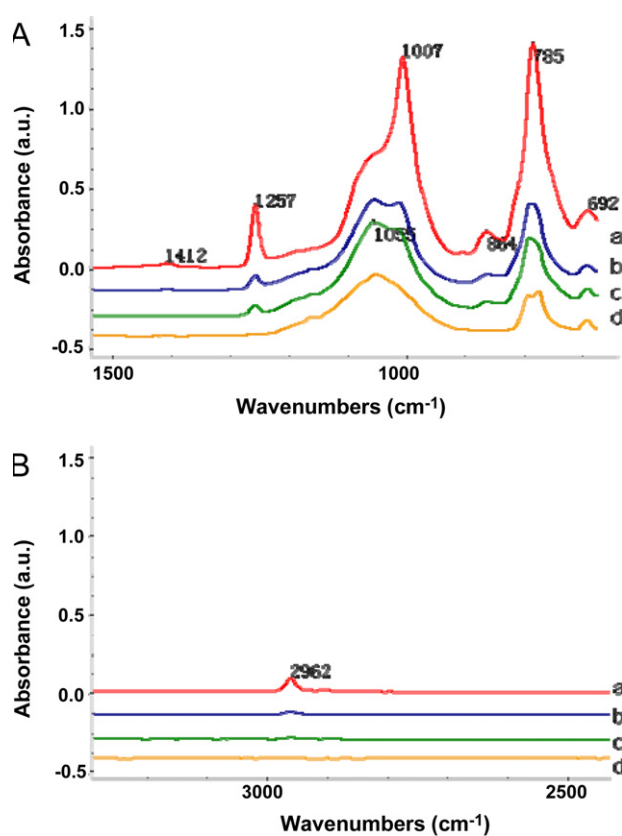 A
1.5
1.0
0.5
0.0
-0.5
Absorbance (a.u.)
1007
785
1257
692
1055
864
1412
a
b
c
d
1500
1000
Wavenumbers (cm-1)
B
1.5
1.0
0.5
0.0
-0.5
Absorbance (a.u.)
2962
a
b
c
d
3000
2500
Wavenumbers (cm-1)